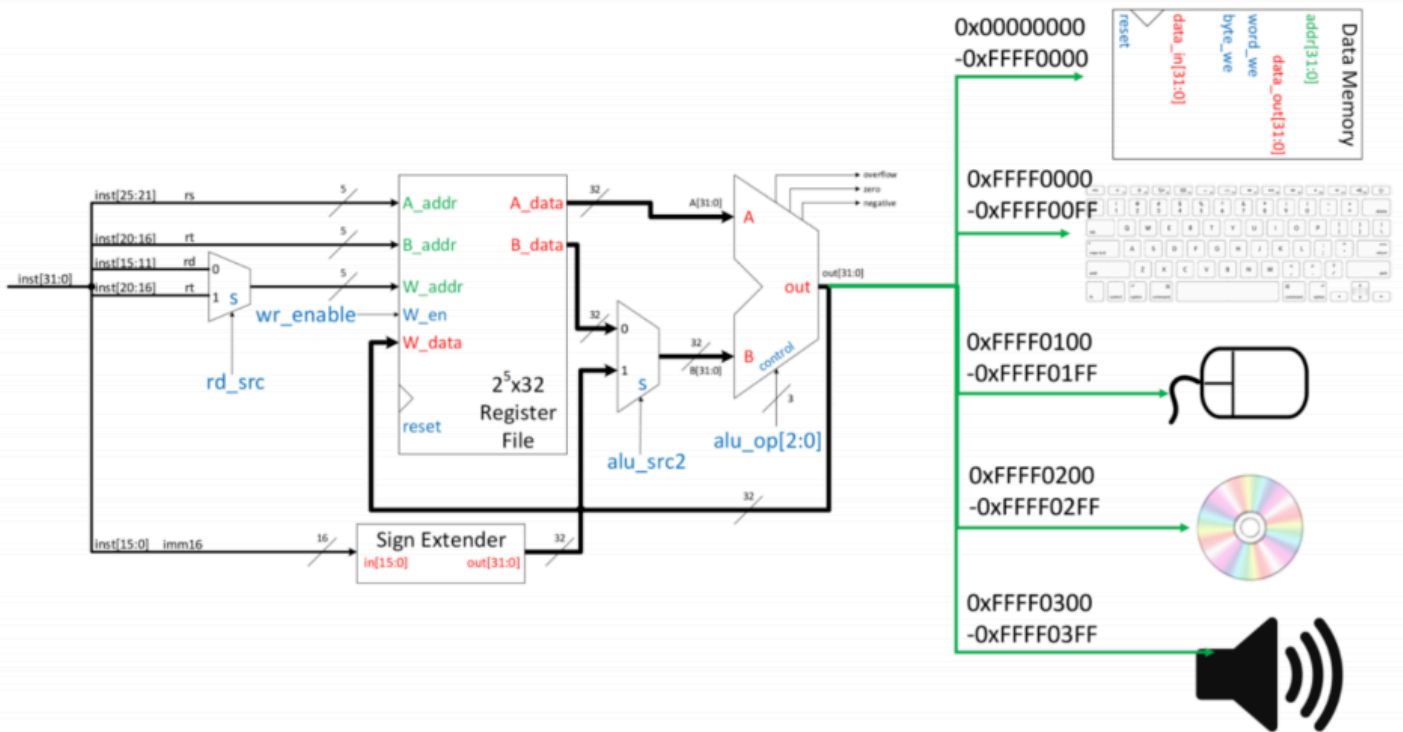 inst[31:0]
inst[25:21] rs
5
inst[20:16] rt
5
inst[15:11] rd
inst[20:16] rt
0
1
S
5
rd_src
wr_enable
A_addr
B_addr
W_addr
W_en
W_data
A_data
B_data
2⁵x32
Register
File
reset
32
32
0
1
S
alu_src2
32
A[31:0]
B[31:0]
A
B
out
control
3
alu_op[2:0]
overflow
zero
negative
out[31:0]
32
inst[15:0] imm16
16
Sign Extender
in[15:0] out[31:0]
32
0x00000000
-0xFFFF0000
reset
data_in[31:0]
byte_we
word_we
data_out[31:0]
addr[31:0]
Data Memory
0xFFFF0000
-0xFFFF00FF
0xFFFF0100
-0xFFFF01FF
0xFFFF0200
-0xFFFF02FF
0xFFFF0300
-0xFFFF03FF